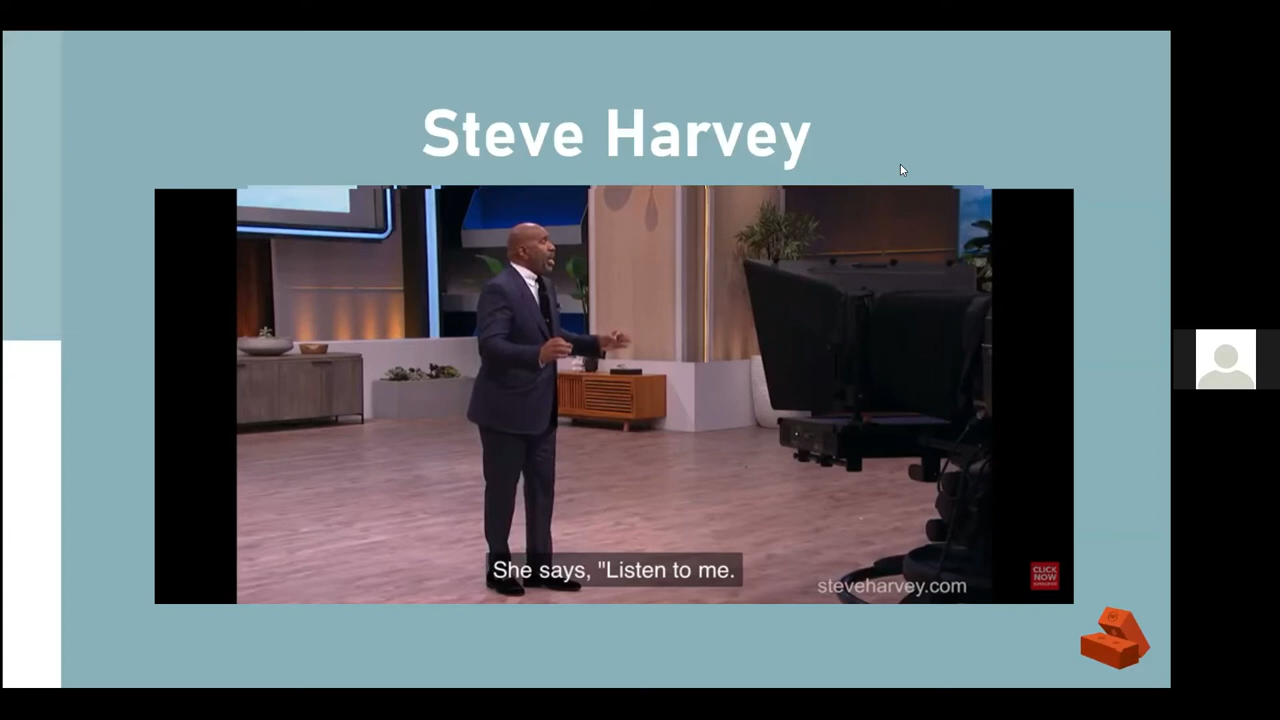 Steve Harvey
She says, "Listen to me.
steveharvey.com
CLICK
NOW